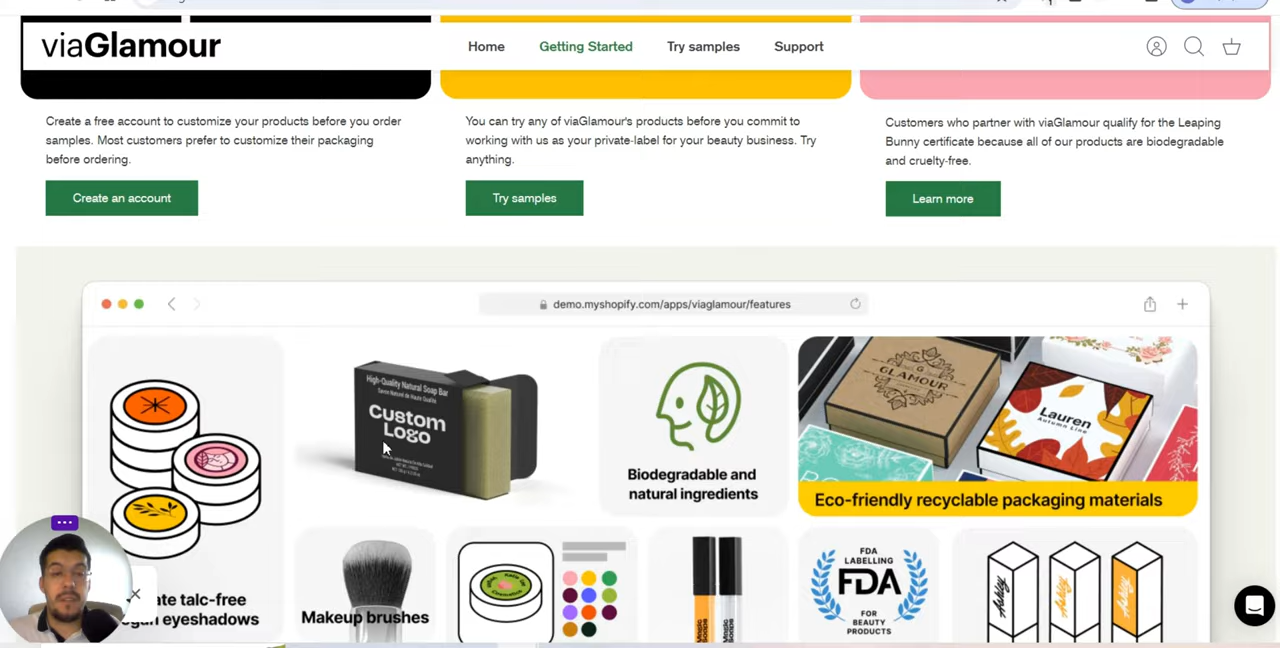 viaGlamour
Home
Getting Started
Try samples
Support
Create a free account to customize your products before you order
samples. Most customers prefer to customize their packaging
before ordering.
Create an account
You can try any of viaGlamour's products before you commit to
working with us as your private-label for your beauty business. Try
anything.
Try samples
Customers who partner with viaGlamour qualify for the Leaping
Bunny certificate because all of our products are biodegradable
and cruelty-free.
Learn more
demo.myshopify.com/apps/viaglamour/features
High-Quality Natural Soap Bar
Custom
Logo
Biodegradable and
natural ingredients
GLAMOUR
Lauren
Autumn Line
Eco-friendly recyclable packaging materials
ate talc-free
gan eyeshadows
Makeup brushes
FDA
LABELLING
FDA
FOR
BEAUTY
PRODUCTS